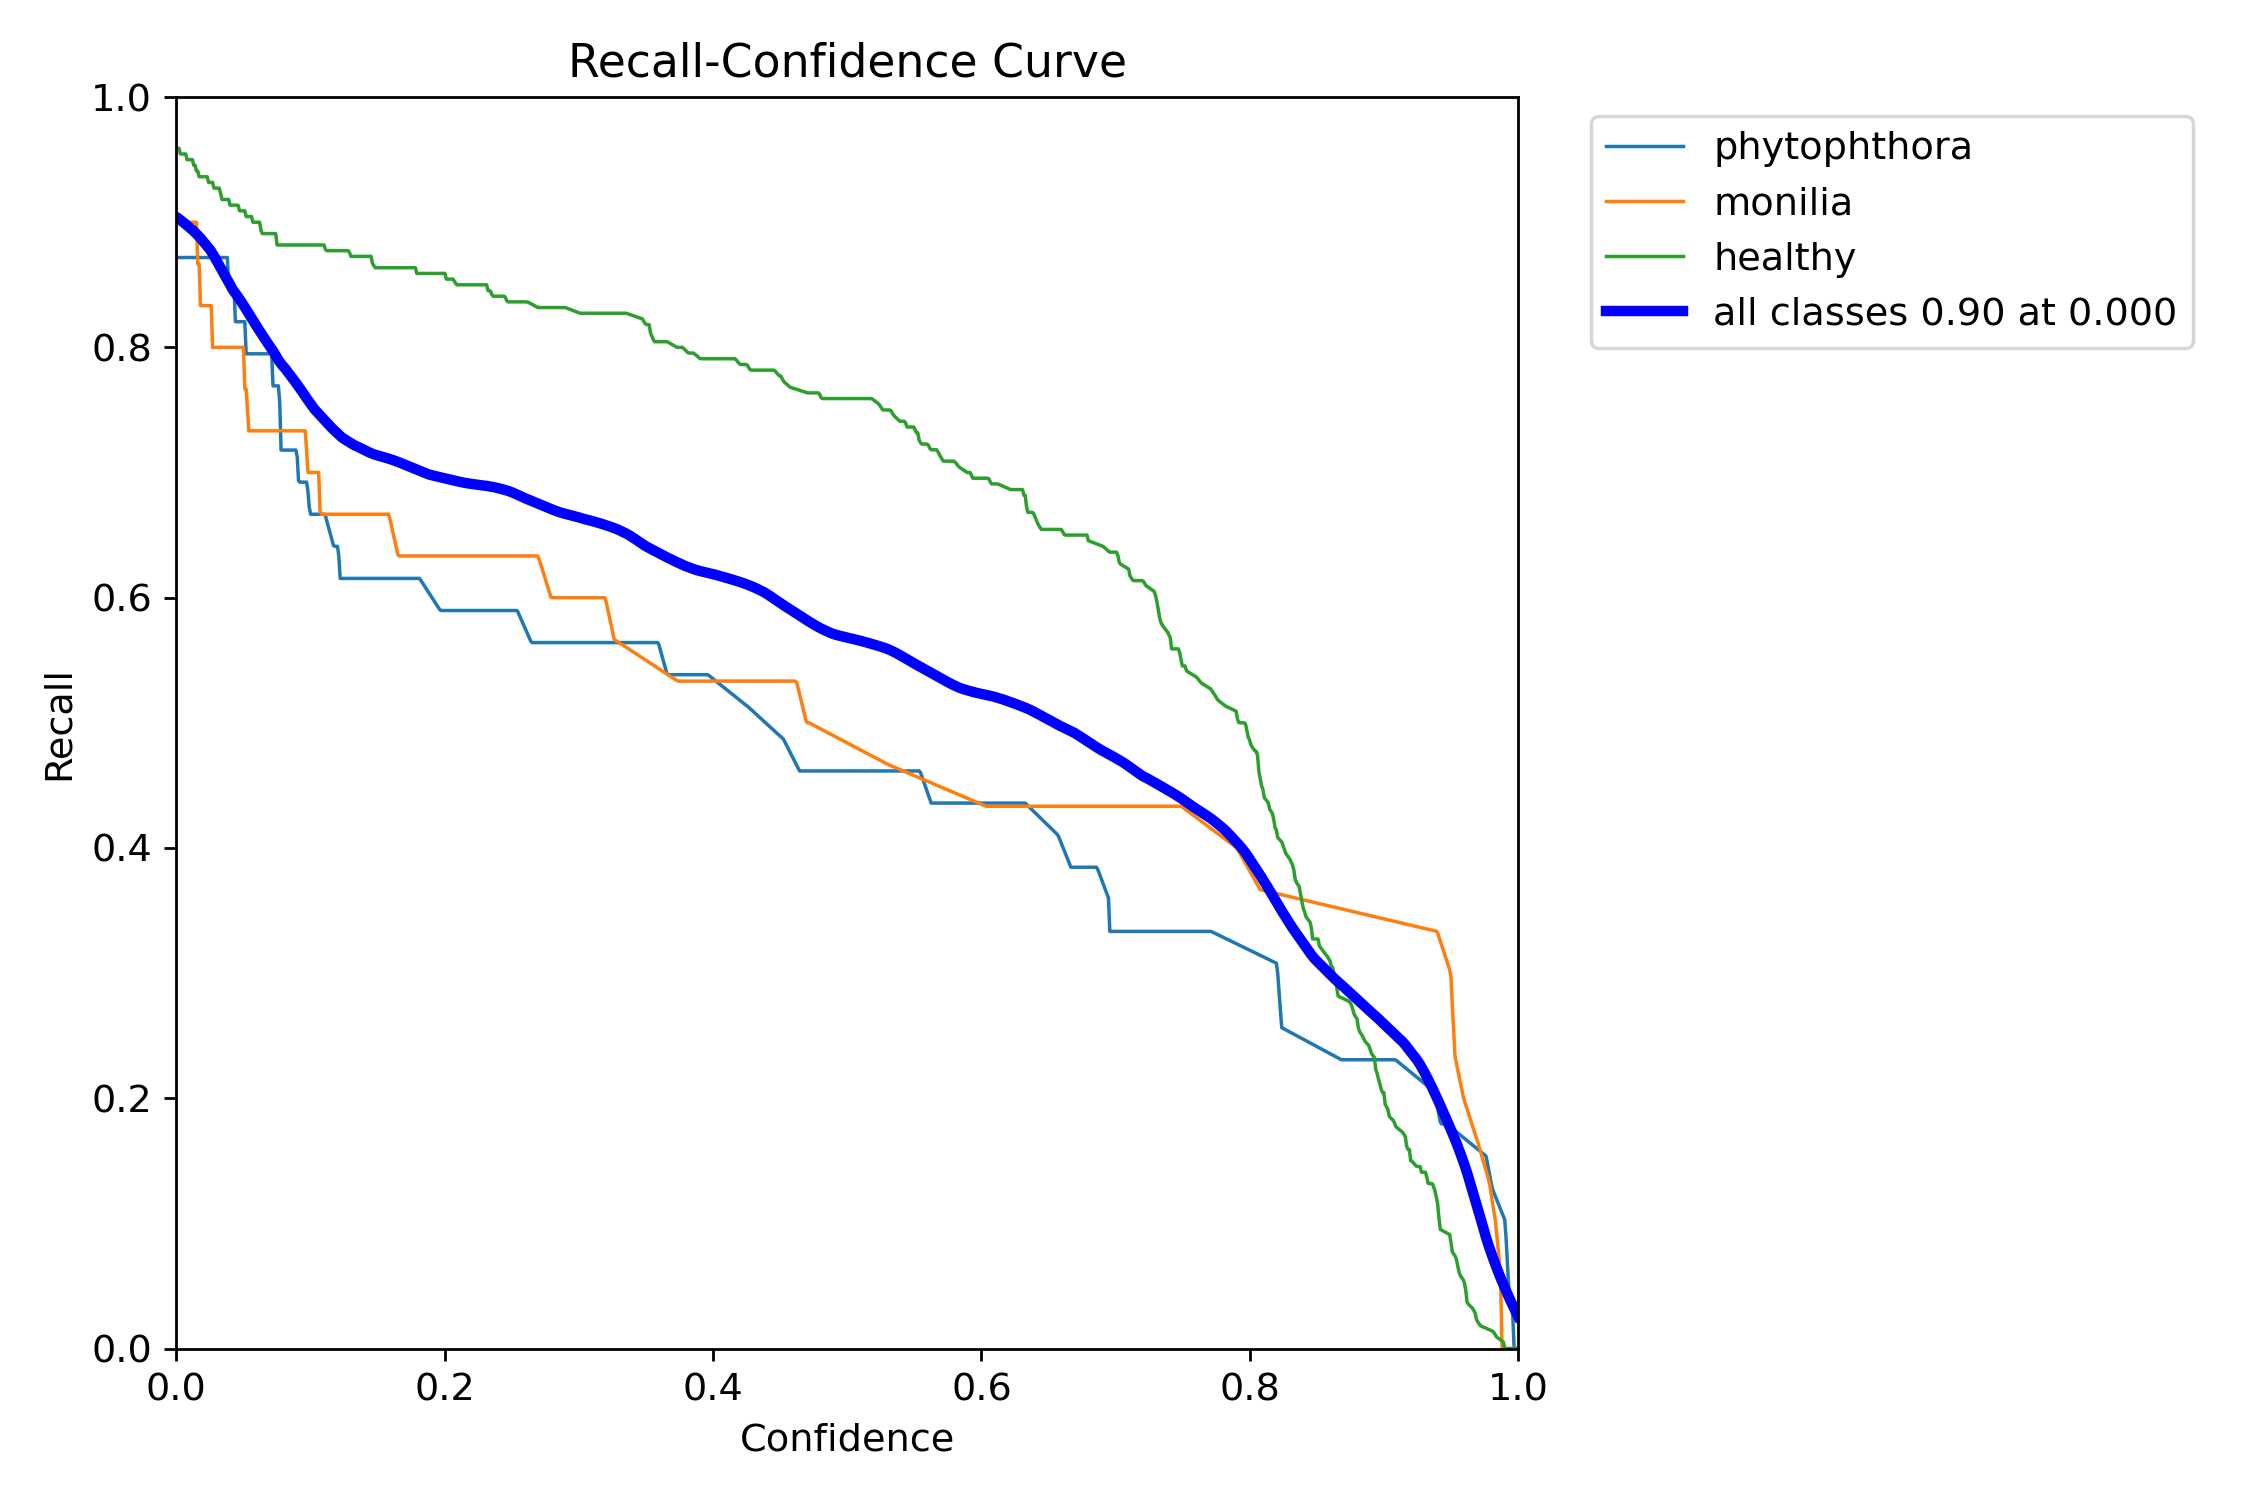 Recall-Confidence Curve
1.0
0.8
0.6
0.4
0.2
0.0
Recall
0.0 0.2 0.4 0.6 0.8 1.0
Confidence
phytophthora
monilia
healthy
all classes 0.90 at 0.000